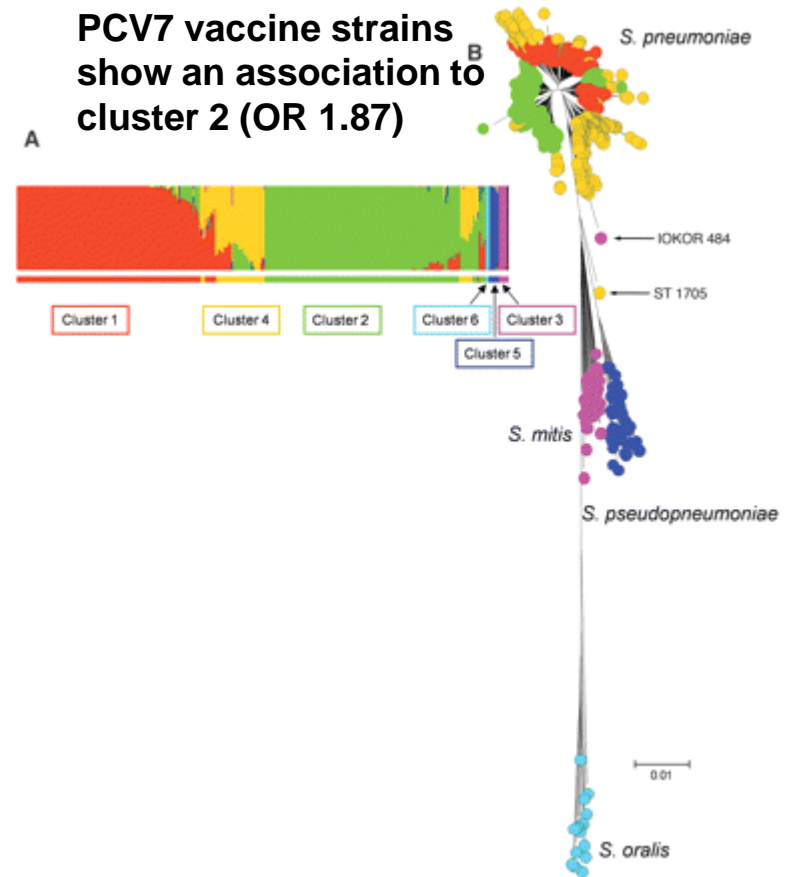 PCV7 vaccine strains
show an association to
cluster 2 (OR 1.87)
A
Cluster 1
Cluster 4
Cluster 2
Cluster 6
Cluster 3
Cluster 5
B
S. pneumoniae
IOKOR 484
ST 1705
S. mitis
S. pseudopneumoniae
0.01
S. oralis